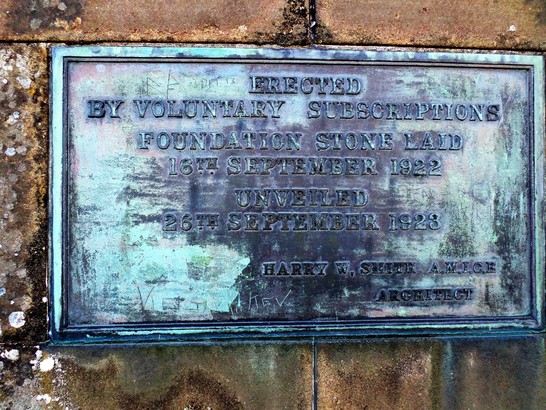 ERECTED
BY VOLUNTARY SUBSCRIPTIONS
FOUNDATION STONE LAID
16TH SEPTEMBER 1922
UNVEILED
26TH SEPTEMBER 1923
HARRY W. SMITH A.M.I.C.E
ARCHITECT